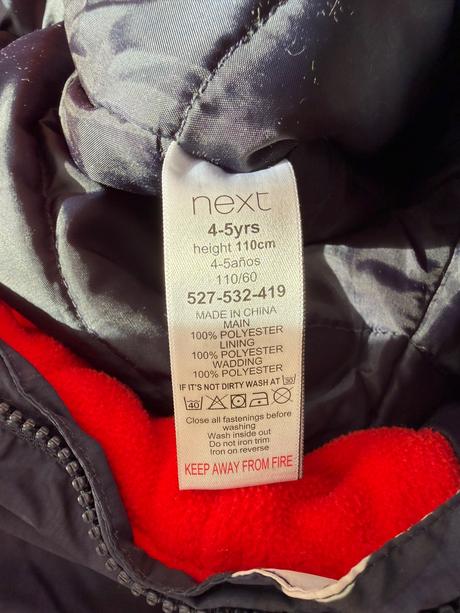 next
4-5yrs
height 110cm
4-5años
110/60
527-532-419
MADE IN CHINA
MAIN
100% POLYESTER
LINING
100% POLYESTER
WADDING
100% POLYESTER
IF IT'S NOT DIRTY WASH AT 30
40
Close all fastenings before
washing
Wash inside out
Do not iron trim
Iron on reverse
KEEP AWAY FROM FIRE